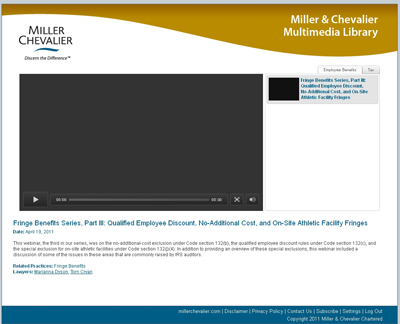 MILLER
CHEVALIER
Discern the Difference™
Miller & Chevalier
Multimedia Library
Employee Benefits Tax
Fringe Benefits Series, Part III:
Qualified Employee Discount,
No-Additional Cost, and On-Site
Athletic Facility Fringes
00:00 00:30
Fringe Benefits Series, Part III: Qualified Employee Discount, No-Additional Cost, and On-Site Athletic Facility Fringes
Date: April 19, 2011
This webinar, the third in our series, was on the no-additional-cost exclusion under Code section 132(b), the qualified employee discount rules under Code section 132(c), and
the special exclusion for on-site athletic facilities under Code section 132(j)(4). In addition to providing an overview of these special exclusions, this webinar included a
discussion of some of the issues in these areas that are commonly raised by IRS auditors.
Related Practices: Fringe Benefits
Lawyers: Marianna Dyson, Tom Cryan
millerchevalier.com | Disclaimer | Privacy Policy | Contact Us | Subscribe | Settings | Log Out
Copyright 2011 Miller & Chevalier Chartered